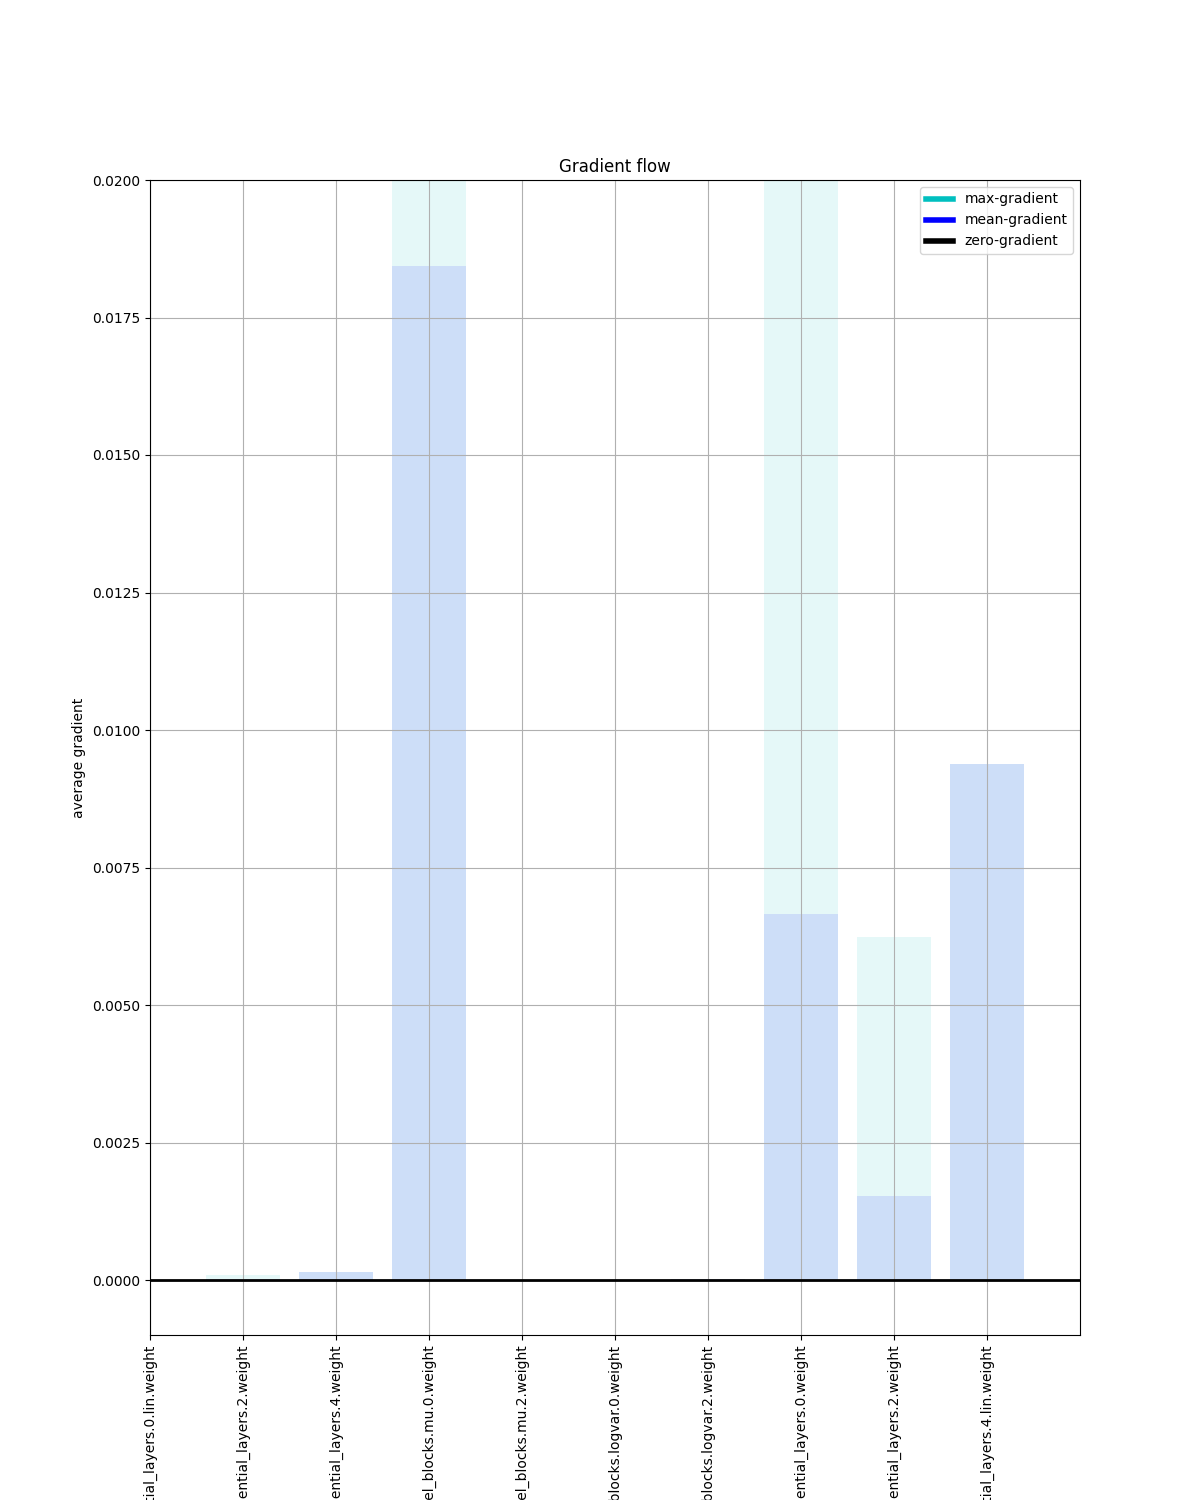 Gradient flow
max-gradient
mean-gradient
zero-gradient
average gradient
0.0200
0.0175
0.0150
0.0125
0.0100
0.0075
0.0050
0.0025
0.0000
tial_layers.0.lin.weight
ential_layers.2.weight
ential_layers.4.weight
el_blocks.mu.0.weight
el_blocks.mu.2.weight
blocks.logvar.0.weight
blocks.logvar.2.weight
ential_layers.0.weight
ential_layers.2.weight
tial_layers.4.lin.weight